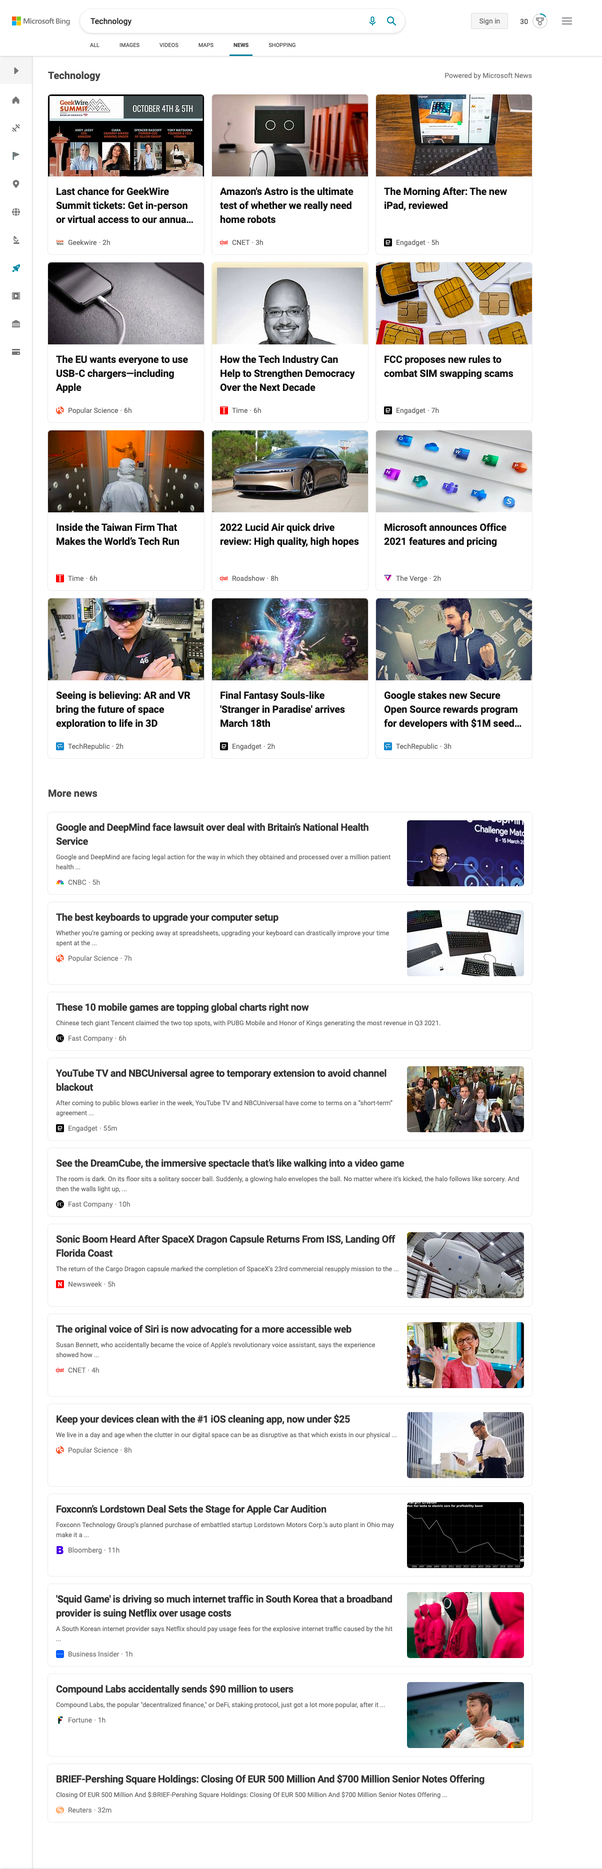 Microsoft Bing
Technology
Sign in
30
ALL
IMAGES
VIDEOS
MAPS
NEWS
SHOPPING
Technology
Powered by Microsoft News
GeekWire
SUMMIT
OCTOBER 4TH & 5TH
Last chance for GeekWire
Summit tickets: Get in-person
or virtual access to our annua...
Geekwire · 2h
Amazon's Astro is the ultimate
test of whether we really need
home robots
CNET · 3h
The Morning After: The new
iPad, reviewed
Engadget · 5h
The EU wants everyone to use
USB-C chargers—including
Apple
Popular Science · 6h
How the Tech Industry Can
Help to Strengthen Democracy
Over the Next Decade
Time · 6h
FCC proposes new rules to
combat SIM swapping scams
Engadget · 7h
Inside the Taiwan Firm That
Makes the World's Tech Run
Time · 6h
2022 Lucid Air quick drive
review: High quality, high hopes
Roadshow · 8h
Microsoft announces Office
2021 features and pricing
The Verge · 2h
Seeing is believing: AR and VR
bring the future of space
exploration to life in 3D
TechRepublic · 2h
Final Fantasy Souls-like
'Stranger in Paradise' arrives
March 18th
Engadget · 2h
Google stakes new Secure
Open Source rewards program
for developers with $1M seed...
TechRepublic · 3h
More news
Google and DeepMind face lawsuit over deal with Britain's National Health
Service
Google and DeepMind are facing legal action for the way in which they obtained and processed over a million patient
health ...
CNBC · 5h
The best keyboards to upgrade your computer setup
Whether you're gaming or pecking away at spreadsheets, upgrading your keyboard can drastically improve your time
spent at the ...
Popular Science · 7h
These 10 mobile games are topping global charts right now
Chinese tech giant Tencent claimed the two top spots, with PUBG Mobile and Honor of Kings generating the most revenue in Q3 2021.
Fast Company · 6h
YouTube TV and NBCUniversal agree to temporary extension to avoid channel
blackout
After coming to public blows earlier in the week, YouTube TV and NBCUniversal have come to terms on a "short-term"
agreement ...
Engadget · 55m
See the DreamCube, the immersive spectacle that's like walking into a video game
The room is dark. On its floor sits a solitary soccer ball. Suddenly, a glowing halo envelopes the ball. No matter where it's kicked, the halo follows like sorcery. And
then the walls light up, ...
Fast Company · 10h
Sonic Boom Heard After SpaceX Dragon Capsule Returns From ISS, Landing Off
Florida Coast
The return of the Cargo Dragon capsule marked the completion of SpaceX's 23rd commercial resupply mission to the ...
Newsweek · 5h
The original voice of Siri is now advocating for a more accessible web
Susan Bennett, who accidentally became the voice of Apple's revolutionary voice assistant, says the experience
showed how ...
CNET · 4h
Keep your devices clean with the #1 iOS cleaning app, now under $25
We live in a day and age when the clutter in our digital space can be as disruptive as that which exists in our physical ...
Popular Science · 8h
Foxconn's Lordstown Deal Sets the Stage for Apple Car Audition
Foxconn Technology Group's planned purchase of embattled startup Lordstown Motors Corp.'s auto plant in Ohio may
make it a ...
Bloomberg · 11h
'Squid Game' is driving so much internet traffic in South Korea that a broadband
provider is suing Netflix over usage costs
A South Korean internet provider says Netflix should pay usage fees for the explosive internet traffic caused by the hit
...
Business Insider · 1h
Compound Labs accidentally sends $90 million to users
Compound Labs, the popular "decentralized finance," or DeFi, staking protocol, just got a lot more popular, after it ...
Fortune · 1h
BRIEF-Pershing Square Holdings: Closing Of EUR 500 Million And $700 Million Senior Notes Offering
Closing Of EUR 500 Million And $:BRIEF-Pershing Square Holdings: Closing Of EUR 500 Million And $700 Million Senior Notes Offering ...
Reuters · 32m